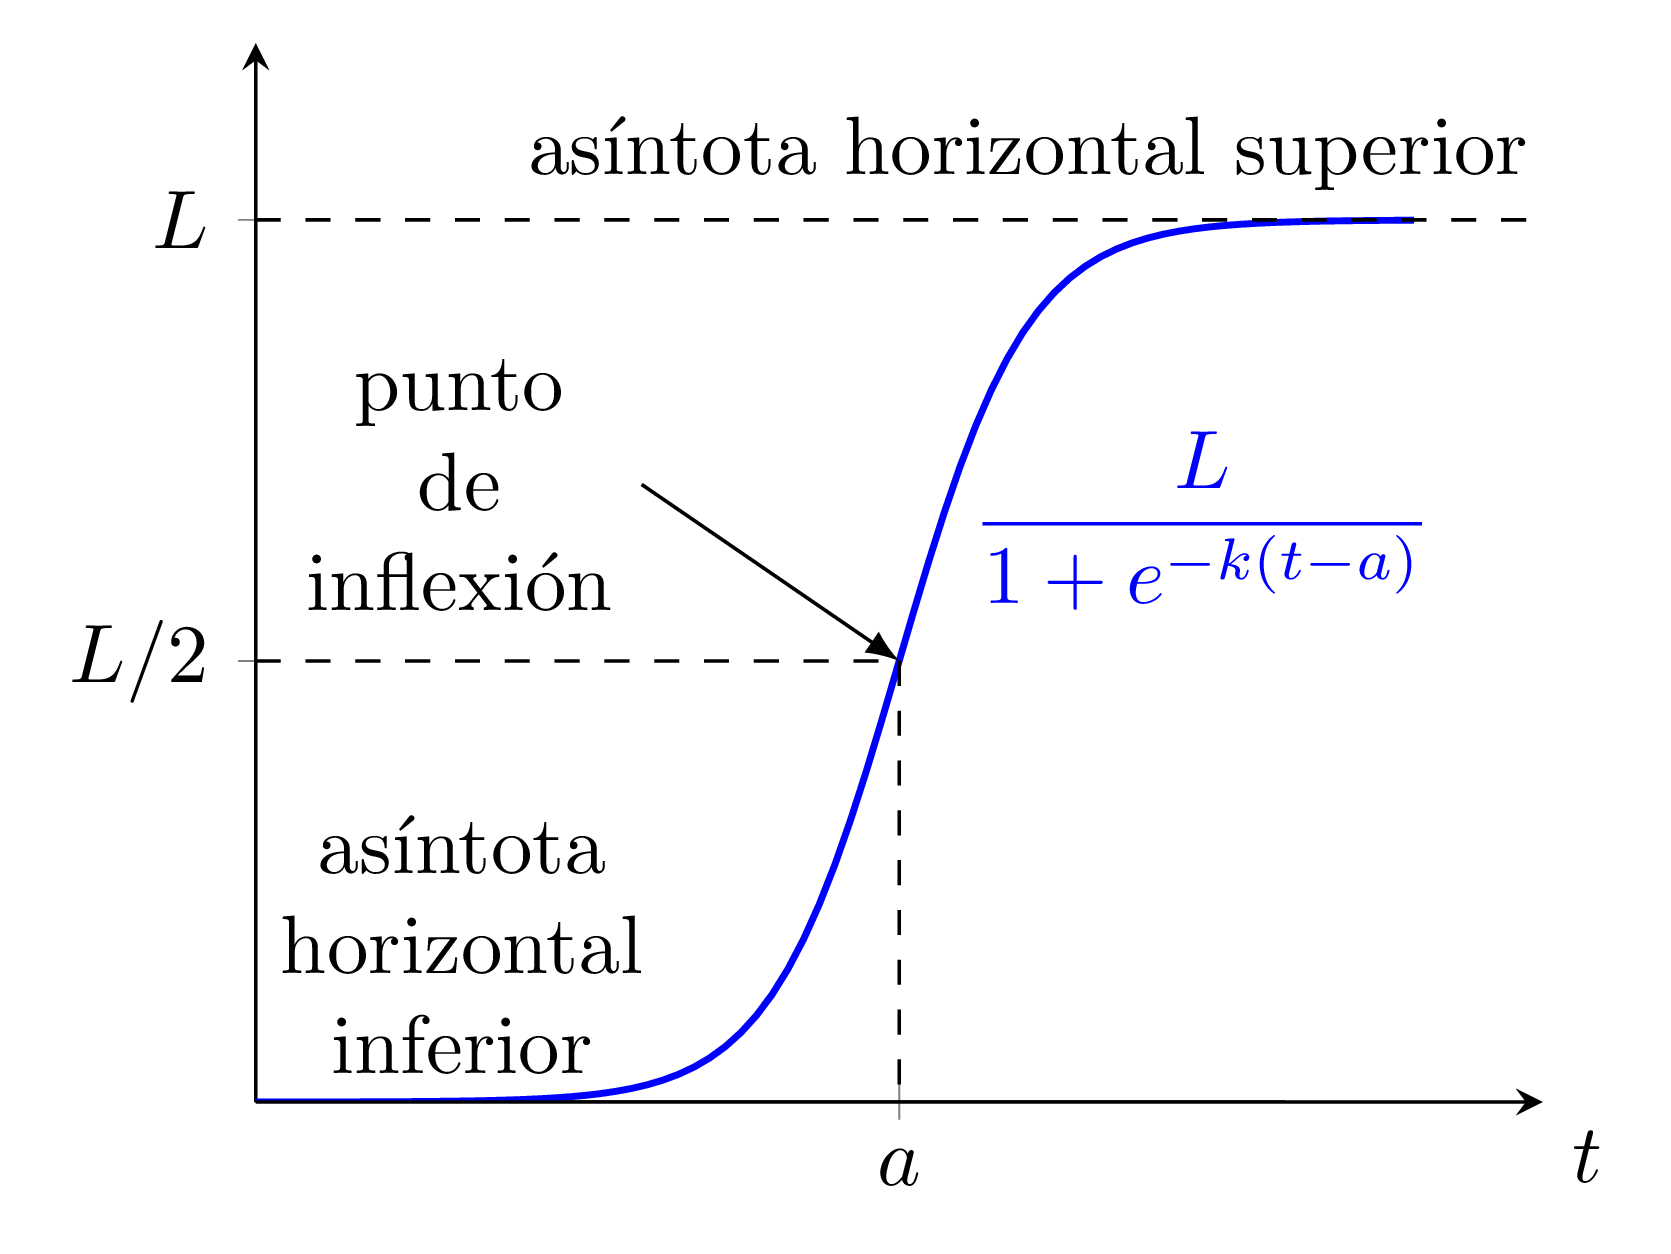 asíntota horizontal superior
L
punto
de
inflexión
L
1 + e^{-k(t-a)}
L/2
asíntota
horizontal
inferior
a
t